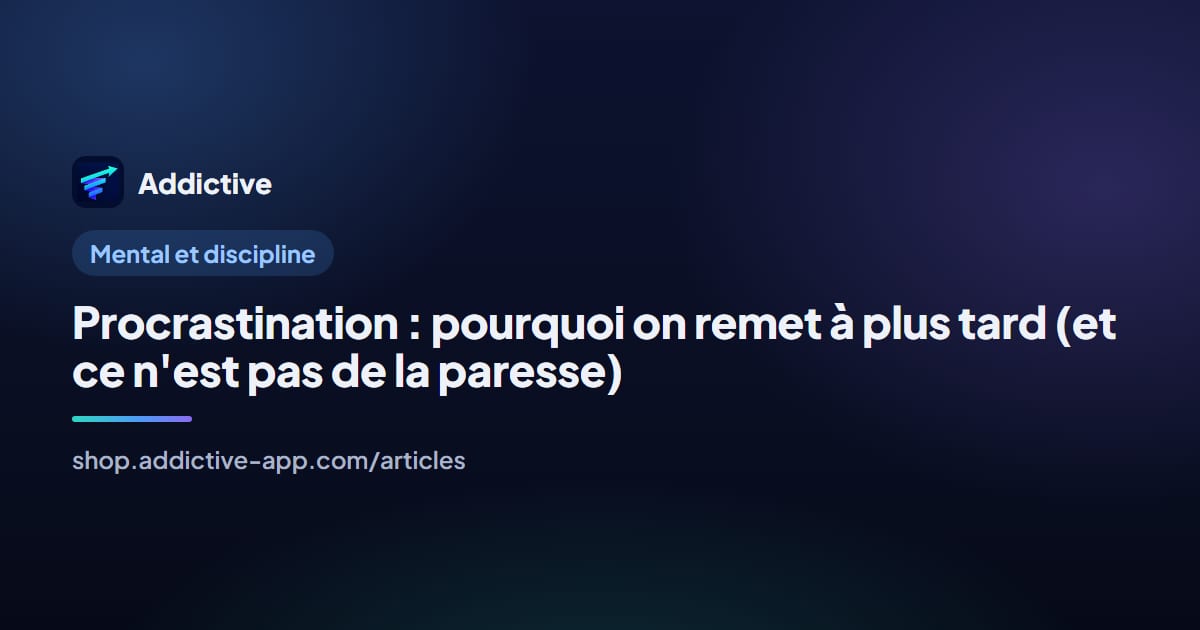 Addictive
Mental et discipline
Procrastination : pourquoi on remet à plus tard (et
ce n'est pas de la paresse)
shop.addictive-app.com/articles